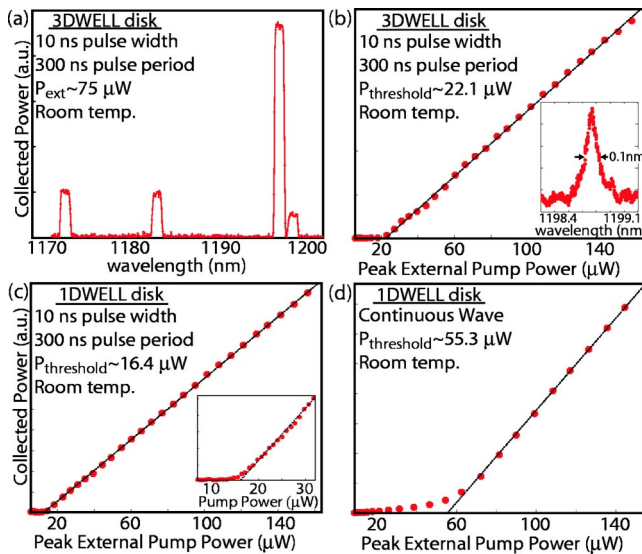 (a) 3DWELL disk
10 ns pulse width
300 ns pulse period
P_ext~75 μW
Room temp.
Collected Power (a.u.)
1170 1180 1190 1200
wavelength (nm)
(b) 3DWELL disk
10 ns pulse width
300 ns pulse period
P_threshold~22.1 μW
Room temp.
0.1nm
1198.4 1199.1
wavelength (nm)
20 60 100 140
Peak External Pump Power (μW)
(c) 1DWELL disk
10 ns pulse width
300 ns pulse period
P_threshold~16.4 μW
Room temp.
Collected Power (a.u.)
10 20 30
Pump Power (μW)
20 60 100 140
Peak External Pump Power (μW)
(d) 1DWELL disk
Continuous Wave
P_threshold~55.3 μW
Room temp.
20 60 100 140
Peak External Pump Power (μW)